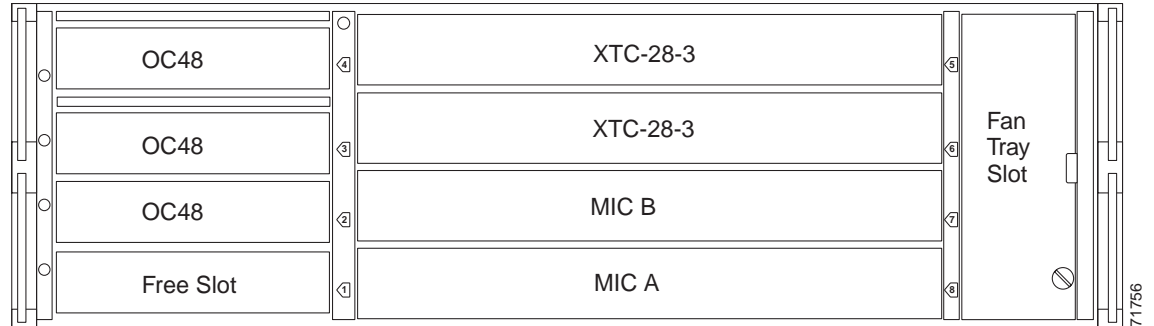 OC48
4
XTC-28-3
5
OC48
3
XTC-28-3
6
Fan
Tray
Slot
OC48
2
MIC B
7
Free Slot
1
MIC A
8
71756